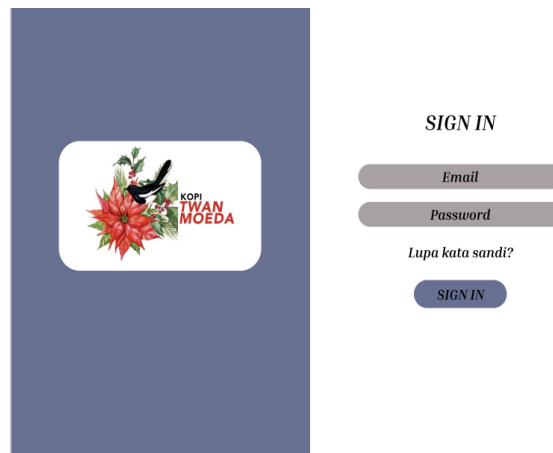 KOPI
TWAN
MOEDA
SIGN IN
Email
Password
Lupa kata sandi?
SIGN IN